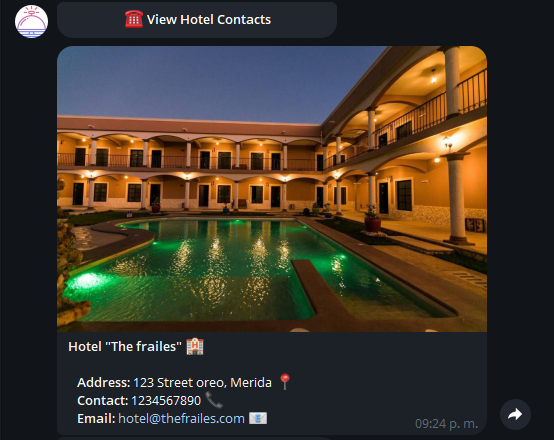 ☎️ View Hotel Contacts
Hotel "The frailes" 🏨
Address: 123 Street oreo, Merida 📍
Contact: 1234567890 📞
Email: hotel@thefrailes.com 📧
09:24 p. m.